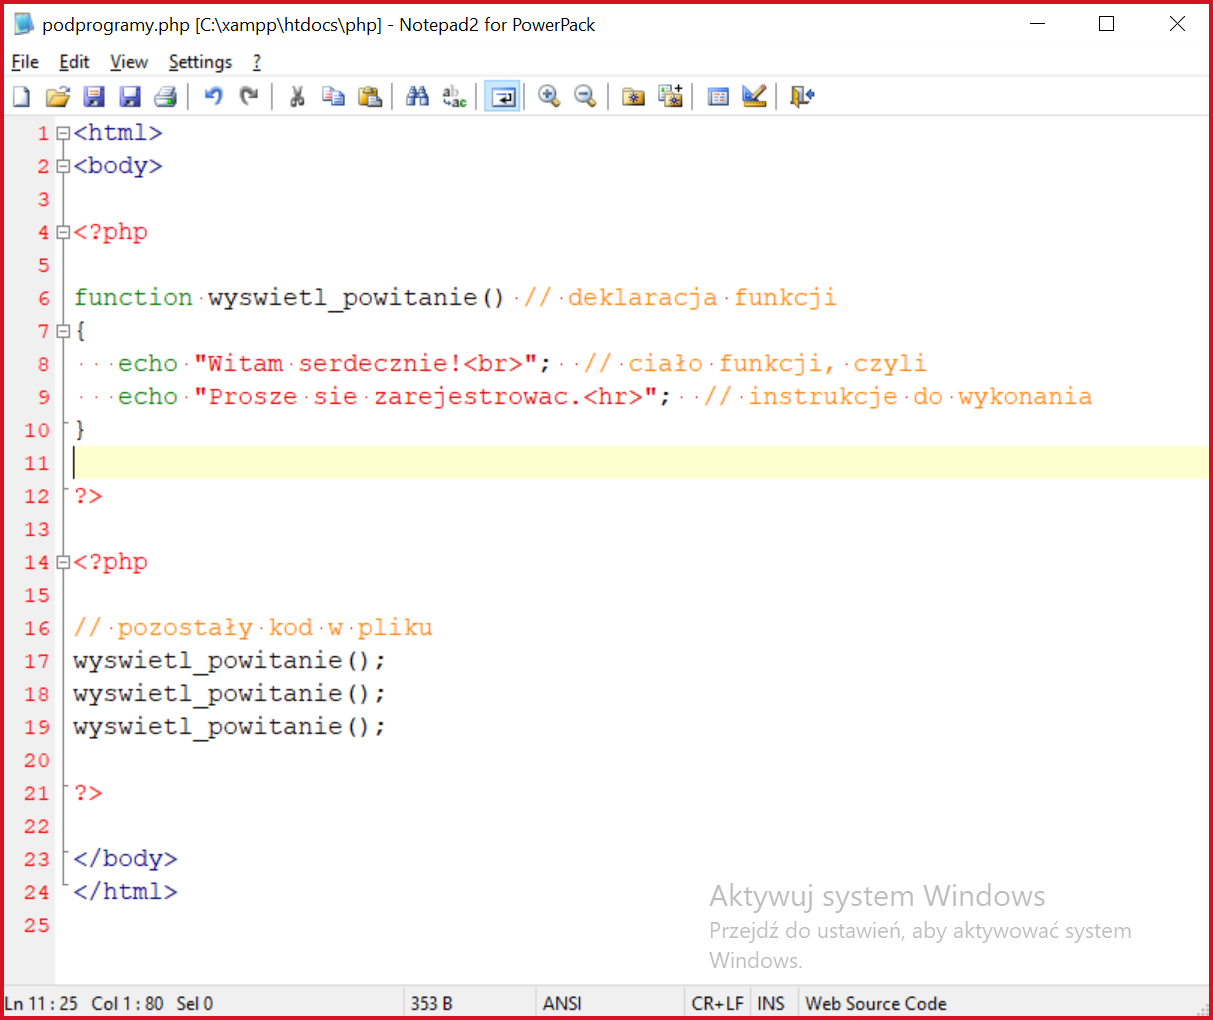 podprogramy.php [C:\xampp\htdocs\php] - Notepad2 for PowerPack
File Edit View Settings ?
1 <html>
2 <body>
3
4 <?php
5
6 function wyswietl_powitanie() // deklaracja funkcji
7 {
8 echo "Witam serdecznie!<br>"; // ciało funkcji, czyli
9 echo "Prosze sie zarejestrowac.<hr>"; // instrukcje do wykonania
10 }
11
12 ?>
13
14 <?php
15
16 // pozostały kod w pliku
17 wyswietl_powitanie();
18 wyswietl_powitanie();
19 wyswietl_powitanie();
20
21 ?>
22
23 </body>
24 </html>
25
Aktywuj system Windows
Przejdź do ustawień, aby aktywować system
Windows.
Ln 11 : 25 Col 1 : 80 Sel 0 353 B ANSI CR+LF INS Web Source Code